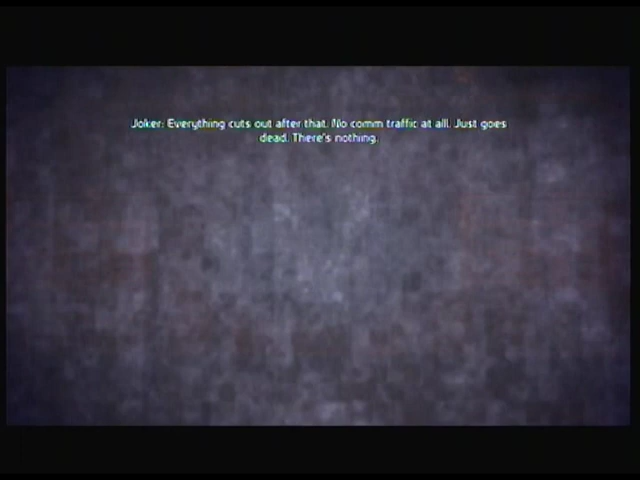 Joker: Everything cuts out after that. No comm traffic at all. Just goes
dead. There's nothing.